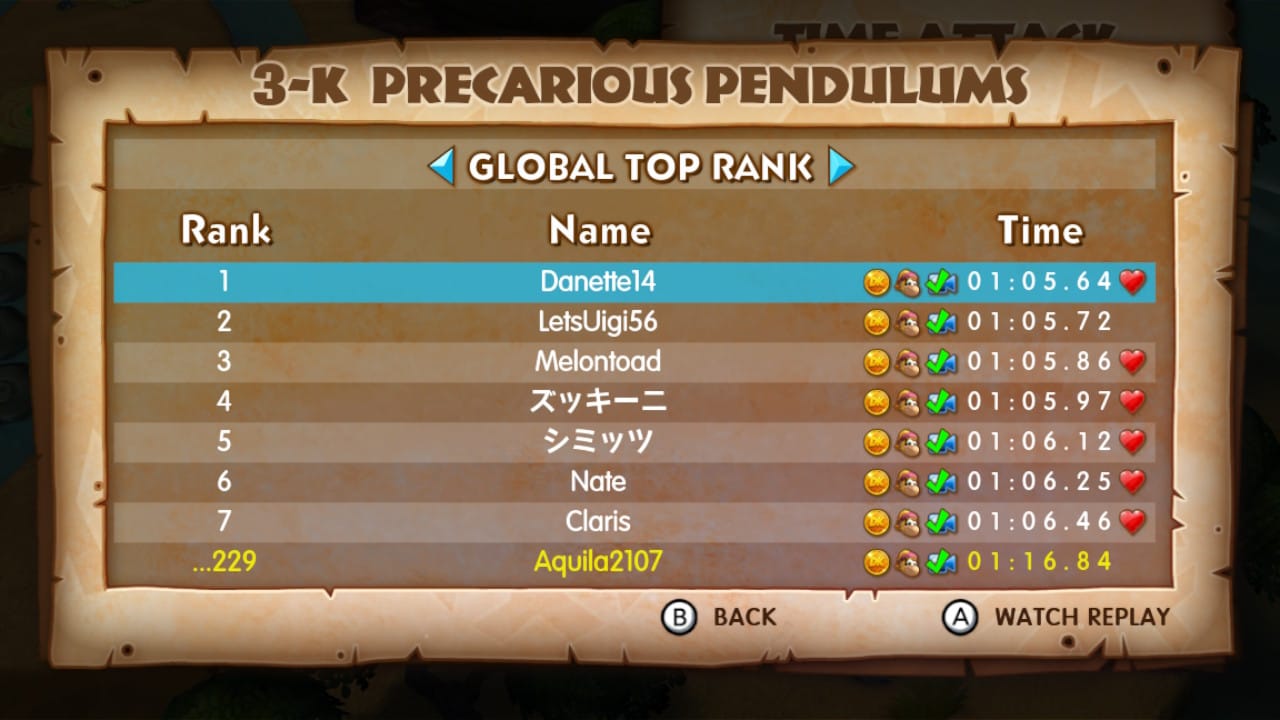 TIME ATTACK
3-K PRECARIOUS PENDULUMS
GLOBAL TOP RANK
Rank Name Time
1 Danette14 01:05.64
2 LetsUigi56 01:05.72
3 Melontoad 01:05.86
4 ズッキーニ 01:05.97
5 シミッツ 01:06.12
6 Nate 01:06.25
7 Claris 01:06.46
...229 Aquila2107 01:16.84
B BACK A WATCH REPLAY